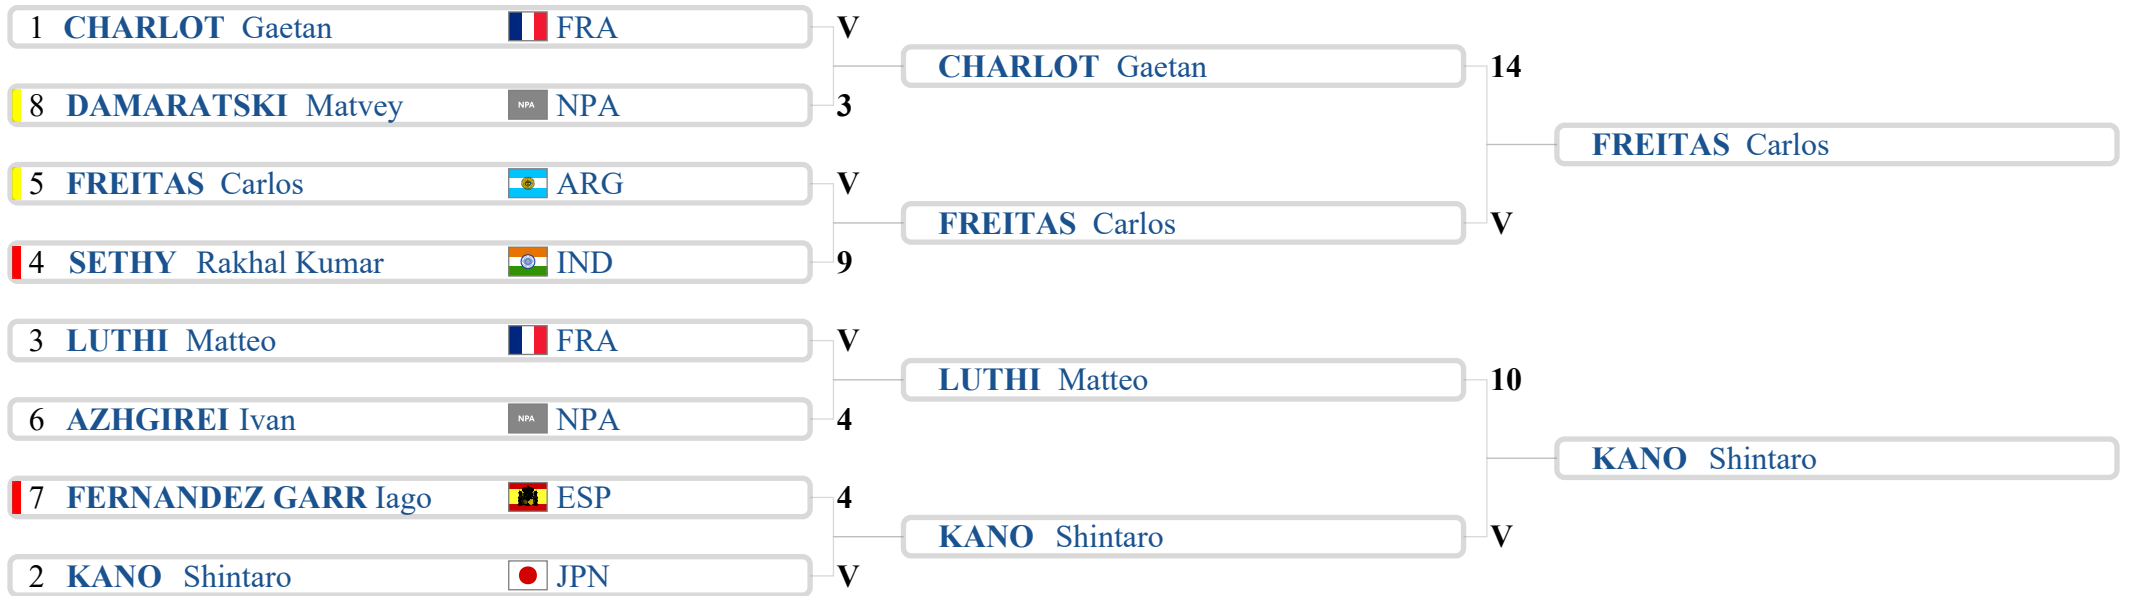 1 CHARLOT Gaetan FRA V
CHARLOT Gaetan 14
8 DAMARATSKI Matvey NPA NPA 3
FREITAS Carlos
5 FREITAS Carlos ARG V
FREITAS Carlos V
4 SETHY Rakhal Kumar IND 9
3 LUTHI Matteo FRA V
LUTHI Matteo 10
6 AZHGIREI Ivan NPA NPA 4
KANO Shintaro
7 FERNANDEZ GARR Iago ESP 4
KANO Shintaro V
2 KANO Shintaro JPN V